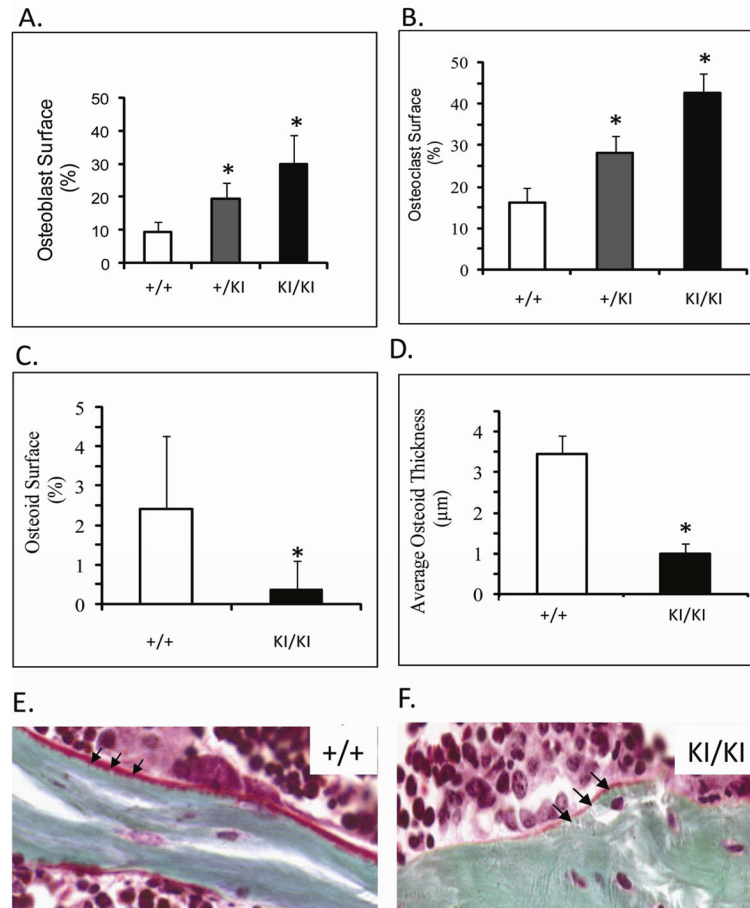 A.
Osteoblast Surface
(%)
50
40
30
20
10
0
*
*
+/+
+/KI
KI/KI
B.
Osteoclast Surface
(%)
50
40
30
20
10
0
*
*
+/+
+/KI
KI/KI
C.
Osteoid Surface
(%)
5
4
3
2
1
0
*
+/+
KI/KI
D.
Average Osteoid Thickness
(μm)
4
3
2
1
0
*
+/+
KI/KI
E.
+/+
F.
KI/KI